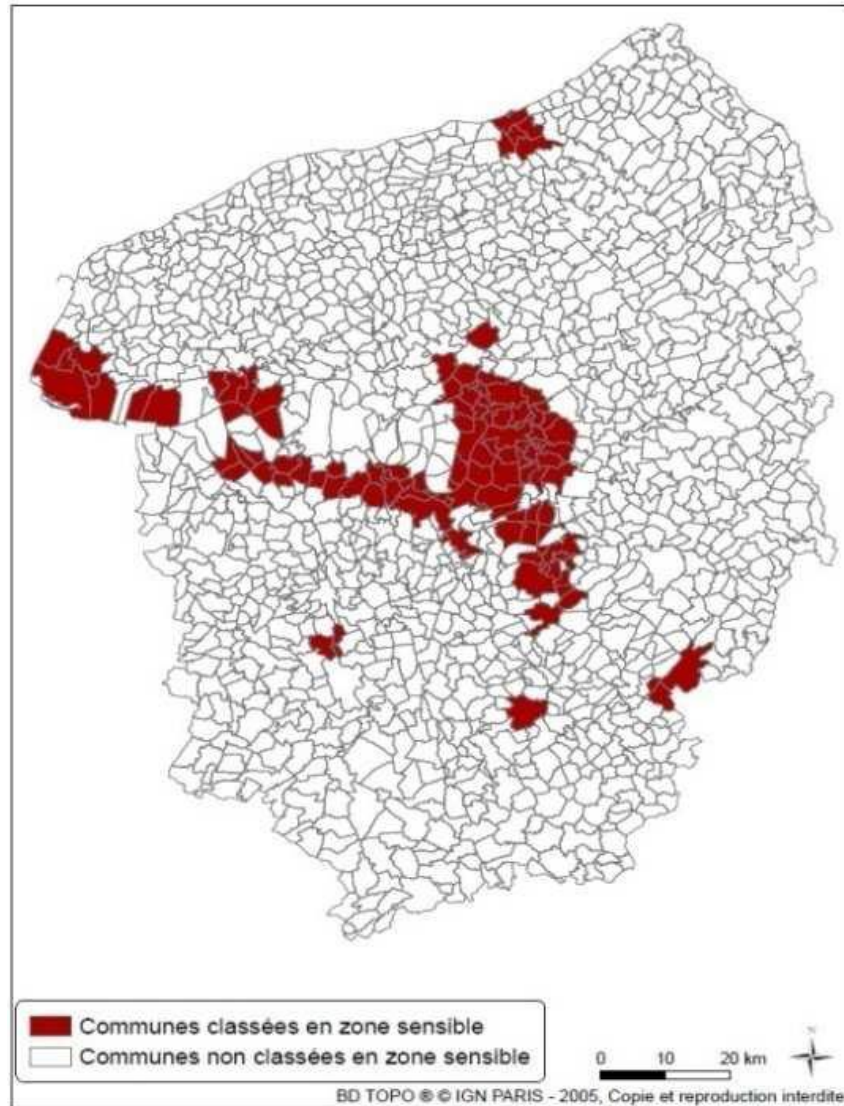 Communes classées en zone sensible
Communes non classées en zone sensible
0 10 20 km
BD TOPO ® © IGN PARIS - 2005, Copie et reproduction interdite